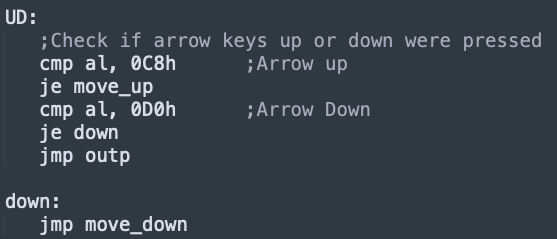 UD:
;Check if arrow keys up or down were pressed
cmp al, 0C8h ;Arrow up
je move_up
cmp al, 0D0h ;Arrow Down
je down
jmp outp
down:
jmp move_down